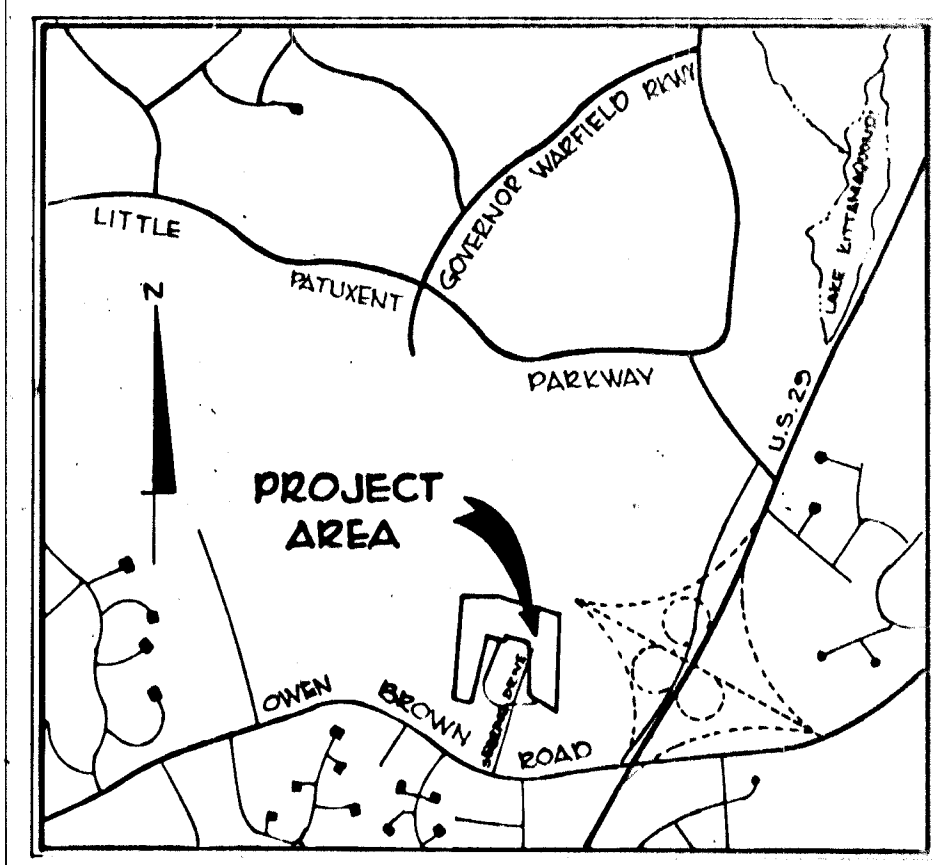 GOVERNOR WARFIELD PKWY
LAKE KITTAMAQUNDI
LITTLE
PATUXENT
PARKWAY
N
U.S. 29
PROJECT
AREA
DRIVE
OWEN
BROWN
ROAD